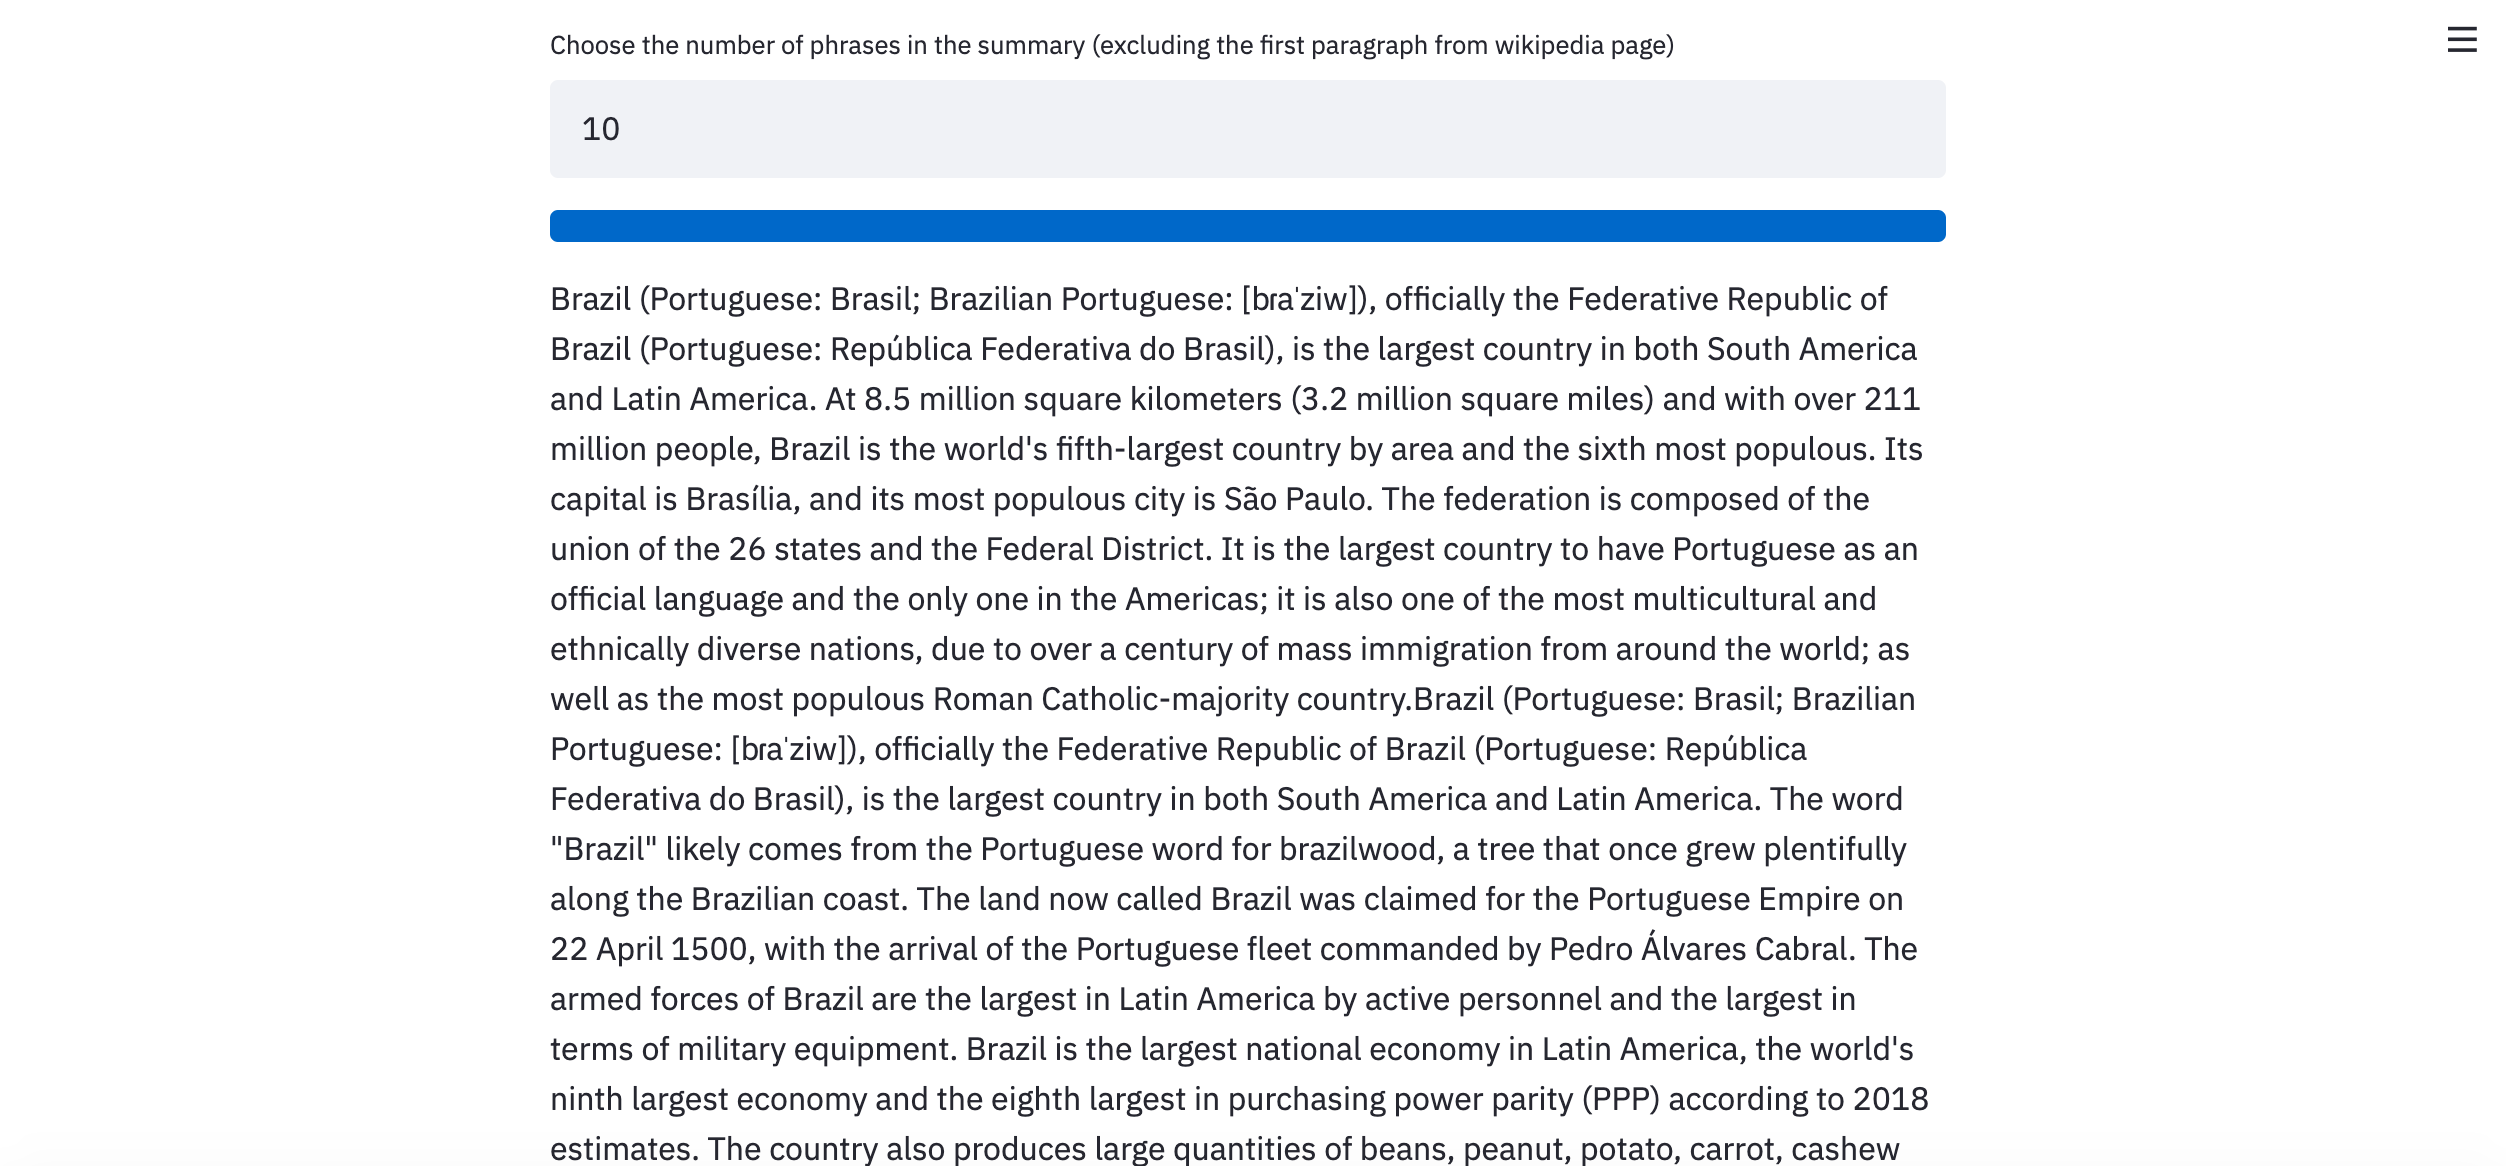 Choose the number of phrases in the summary (excluding the first paragraph from wikipedia page)
10
Brazil (Portuguese: Brasil; Brazilian Portuguese: [bɾaˈziw]), officially the Federative Republic of
Brazil (Portuguese: República Federativa do Brasil), is the largest country in both South America
and Latin America. At 8.5 million square kilometers (3.2 million square miles) and with over 211
million people, Brazil is the world's fifth-largest country by area and the sixth most populous. Its
capital is Brasília, and its most populous city is São Paulo. The federation is composed of the
union of the 26 states and the Federal District. It is the largest country to have Portuguese as an
official language and the only one in the Americas; it is also one of the most multicultural and
ethnically diverse nations, due to over a century of mass immigration from around the world; as
well as the most populous Roman Catholic-majority country.Brazil (Portuguese: Brasil; Brazilian
Portuguese: [bɾaˈziw]), officially the Federative Republic of Brazil (Portuguese: República
Federativa do Brasil), is the largest country in both South America and Latin America. The word
"Brazil" likely comes from the Portuguese word for brazilwood, a tree that once grew plentifully
along the Brazilian coast. The land now called Brazil was claimed for the Portuguese Empire on
22 April 1500, with the arrival of the Portuguese fleet commanded by Pedro Álvares Cabral. The
armed forces of Brazil are the largest in Latin America by active personnel and the largest in
terms of military equipment. Brazil is the largest national economy in Latin America, the world's
ninth largest economy and the eighth largest in purchasing power parity (PPP) according to 2018
estimates. The country also produces large quantities of beans, peanut, potato, carrot, cashew